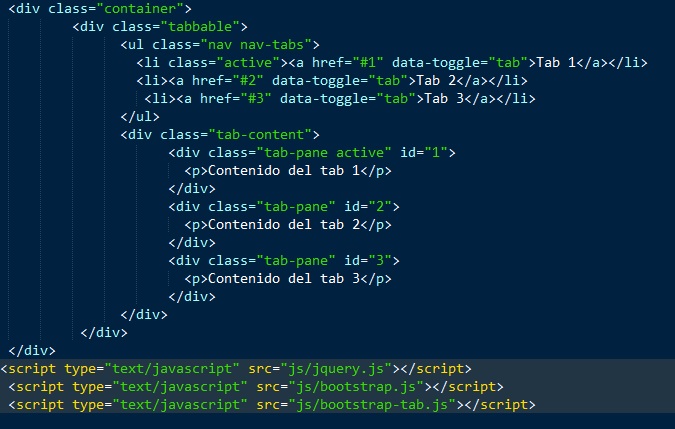 <div class="container">
<div class="tabbable">
<ul class="nav nav-tabs">
<li class="active"><a href="#1" data-toggle="tab">Tab 1</a></li>
<li><a href="#2" data-toggle="tab">Tab 2</a></li>
<li><a href="#3" data-toggle="tab">Tab 3</a></li>
</ul>
<div class="tab-content">
<div class="tab-pane active" id="1">
<p>Contenido del tab 1</p>
</div>
<div class="tab-pane" id="2">
<p>Contenido del tab 2</p>
</div>
<div class="tab-pane" id="3">
<p>Contenido del tab 3</p>
</div>
</div>
</div>
</div>
<script type="text/javascript" src="js/jquery.js"></script>
<script type="text/javascript" src="js/bootstrap.js"></script>
<script type="text/javascript" src="js/bootstrap-tab.js"></script>